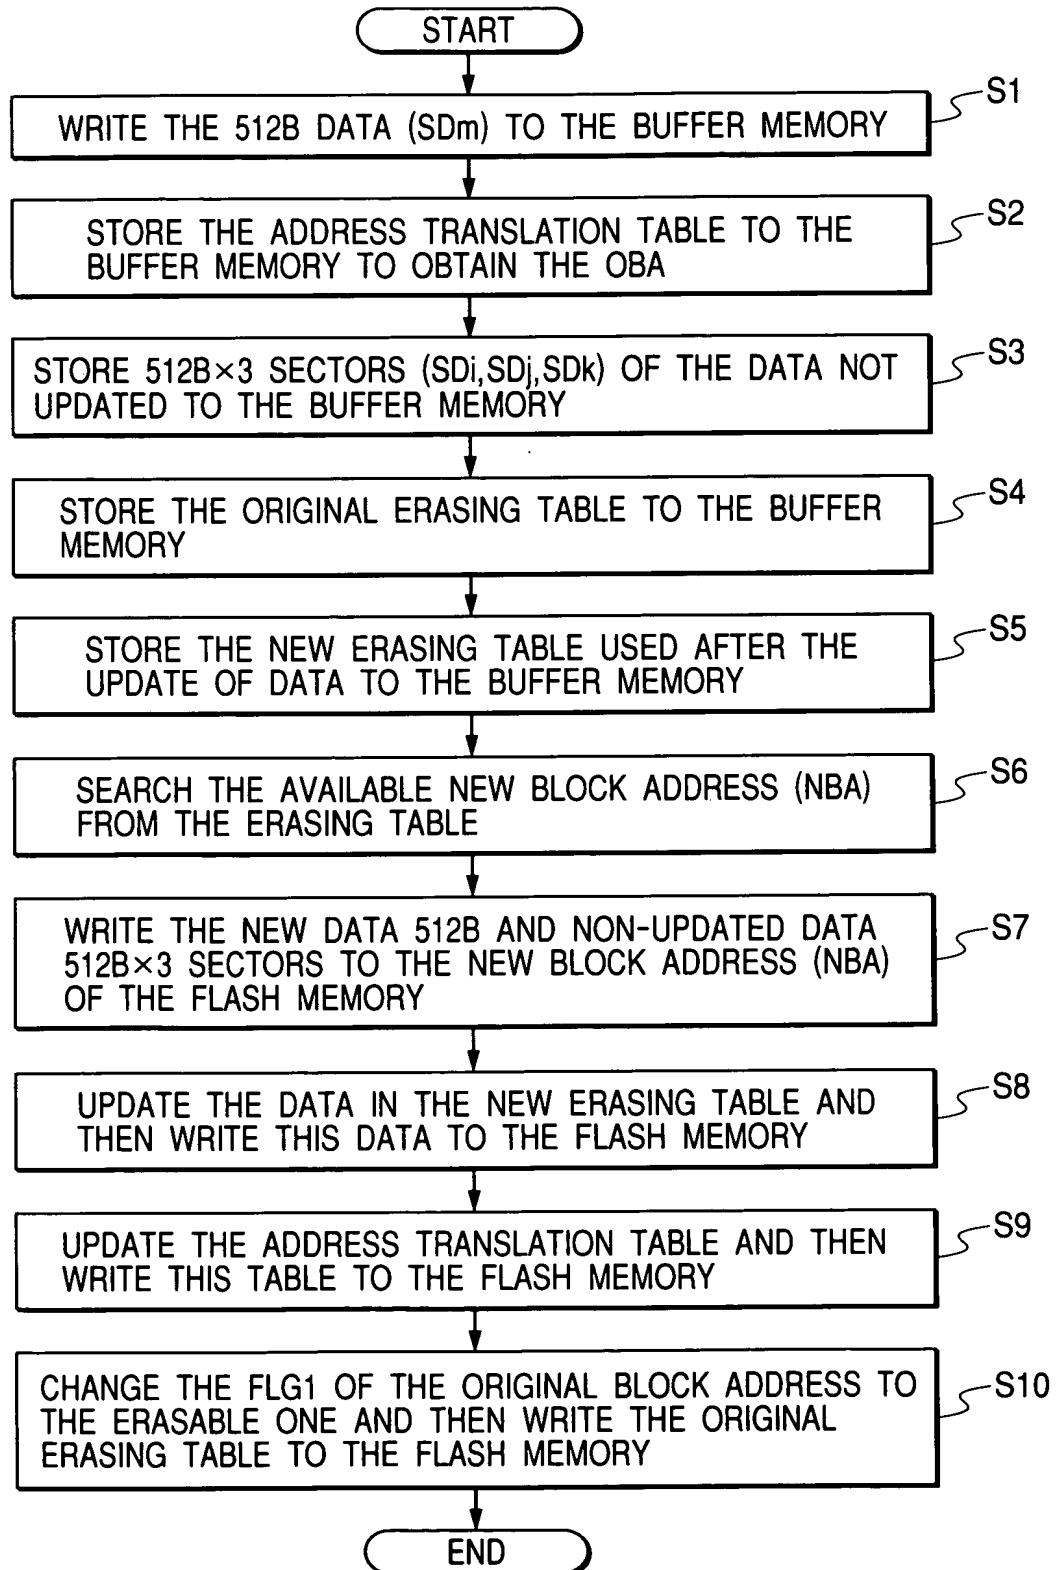 START
S1
WRITE THE 512B DATA (SDm) TO THE BUFFER MEMORY
S2
STORE THE ADDRESS TRANSLATION TABLE TO THE
BUFFER MEMORY TO OBTAIN THE OBA
S3
STORE 512B×3 SECTORS (SDi,SDj,SDk) OF THE DATA NOT
UPDATED TO THE BUFFER MEMORY
S4
STORE THE ORIGINAL ERASING TABLE TO THE BUFFER
MEMORY
S5
STORE THE NEW ERASING TABLE USED AFTER THE
UPDATE OF DATA TO THE BUFFER MEMORY
S6
SEARCH THE AVAILABLE NEW BLOCK ADDRESS (NBA)
FROM THE ERASING TABLE
S7
WRITE THE NEW DATA 512B AND NON-UPDATED DATA
512B×3 SECTORS TO THE NEW BLOCK ADDRESS (NBA)
OF THE FLASH MEMORY
S8
UPDATE THE DATA IN THE NEW ERASING TABLE AND
THEN WRITE THIS DATA TO THE FLASH MEMORY
S9
UPDATE THE ADDRESS TRANSLATION TABLE AND THEN
WRITE THIS TABLE TO THE FLASH MEMORY
S10
CHANGE THE FLG1 OF THE ORIGINAL BLOCK ADDRESS TO
THE ERASABLE ONE AND THEN WRITE THE ORIGINAL
ERASING TABLE TO THE FLASH MEMORY
END